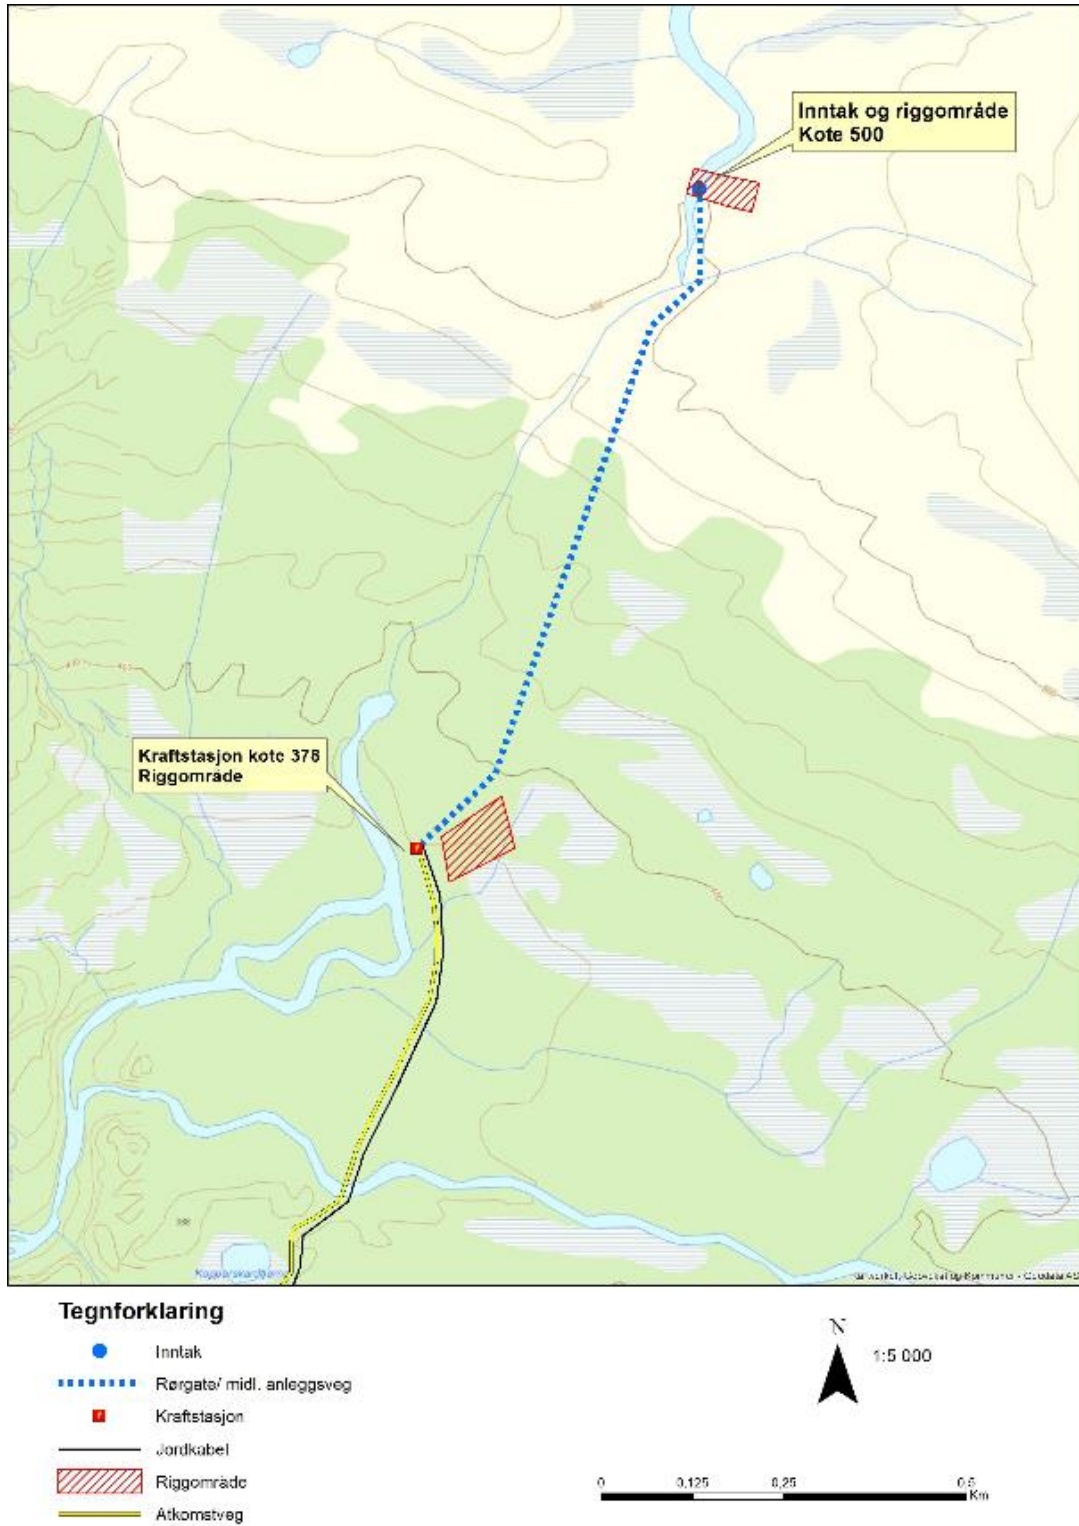 Inntak og riggområde
Kote 500
Kraftstasjon kote 378
Riggområde
Tegnforklaring
Inntak
Rørgate/ midl. anleggsveg
Kraftstasjon
Jordkabel
Riggområde
Atkomstveg
N
1:5 000
0 0,125 0,25 0,5
Km